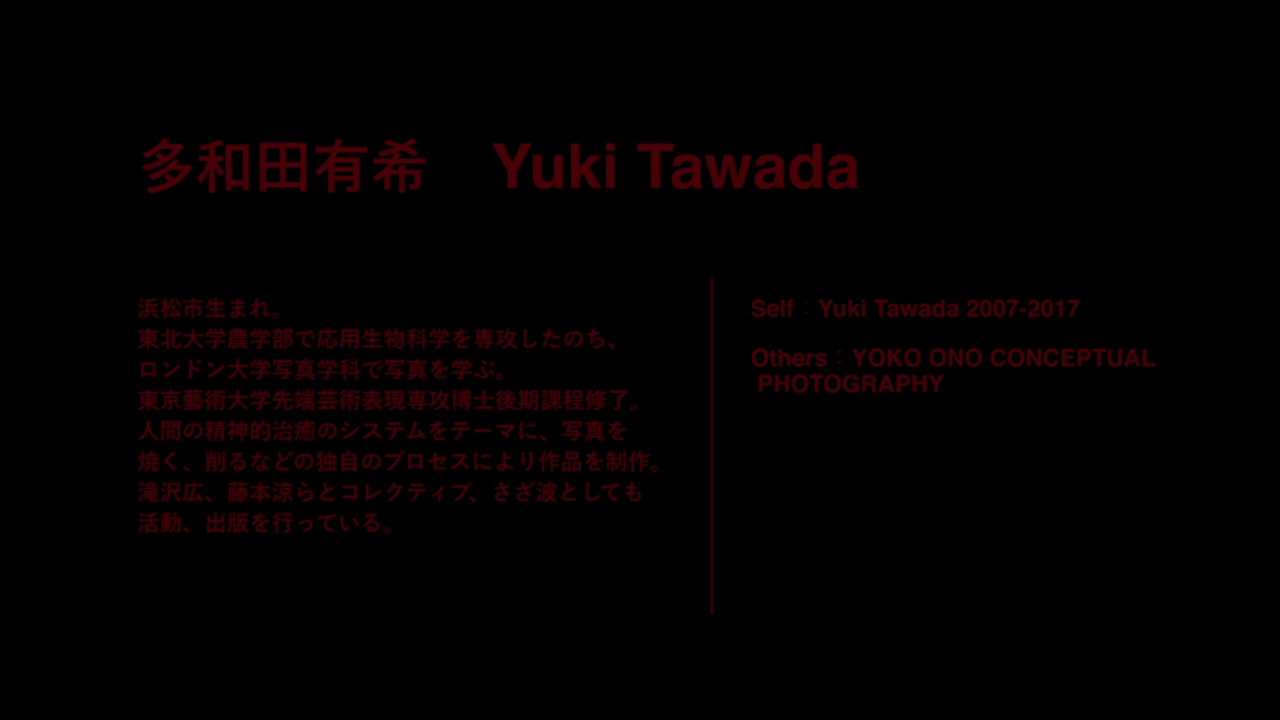 多和田有希　Yuki Tawada
浜松市生まれ。
東北大学農学部で応用生物科学を専攻したのち、
ロンドン大学写真学科で写真を学ぶ。
東京藝術大学先端芸術表現専攻博士後期課程修了。
人間の精神的治癒のシステムをテーマに、写真を
焼く、削るなどの独自のプロセスにより作品を制作。
滝沢広、藤本涼らとコレクティブ、さざ波としても
活動、出版を行っている。
Self：Yuki Tawada 2007-2017
Others：YOKO ONO CONCEPTUAL
PHOTOGRAPHY